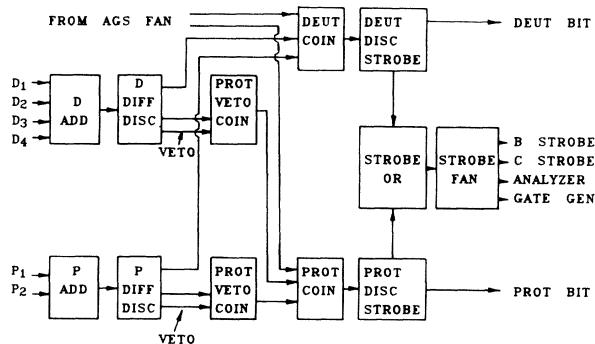 FROM AGS FAN
DEUT
COIN
DEUT
DISC
STROBE
DEUT BIT
D1
D2
D3
D4
D
ADD
D
DIFF
DISC
VETO
PROT
VETO
COIN
STROBE
OR
STROBE
FAN
B STROBE
C STROBE
ANALYZER
GATE GEN
P1
P2
P
ADD
P
DIFF
DISC
VETO
PROT
VETO
COIN
PROT
COIN
PROT
DISC
STROBE
PROT BIT